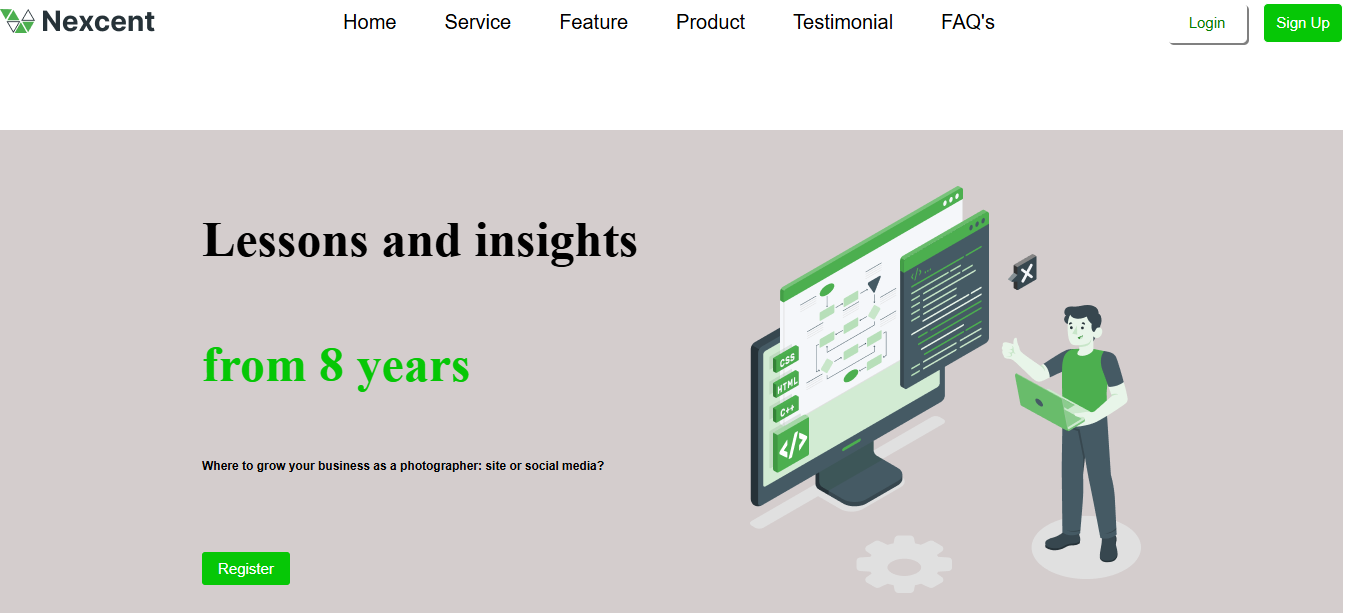 Nexcent
Home Service Feature Product Testimonial FAQ's
Login Sign Up
Lessons and insights
from 8 years
Where to grow your business as a photographer: site or social media?
Register
</> ...
CSS
HTML
C++
</>
X